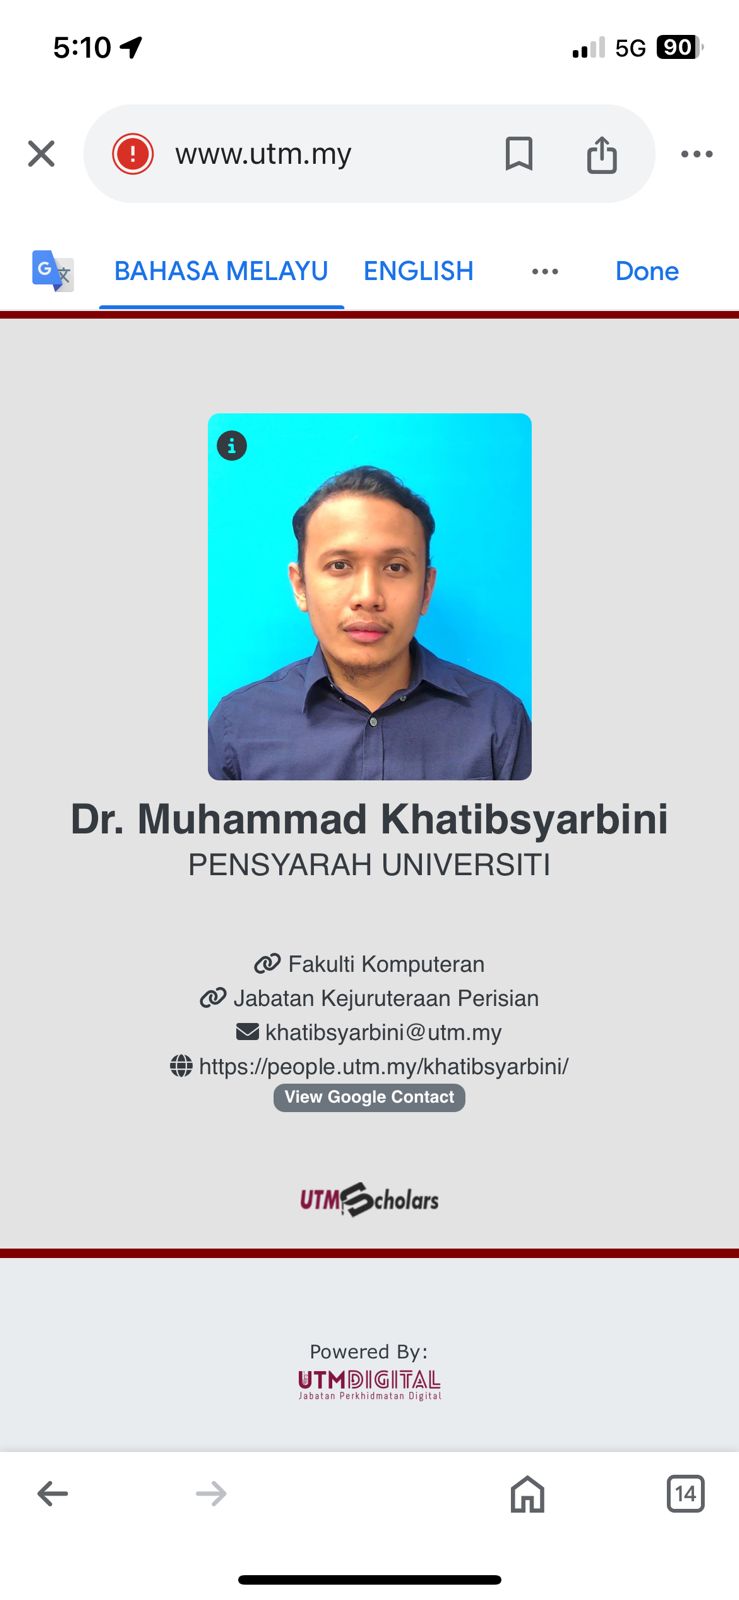 5:10
5G 90
www.utm.my
BAHASA MELAYU ENGLISH ... Done
Dr. Muhammad Khatibsyarbini
PENSYARAH UNIVERSITI
Fakulti Komputeran
Jabatan Kejuruteraan Perisian
khatibsyarbini@utm.my
https://people.utm.my/khatibsyarbini/
View Google Contact
UTMScholars
Powered By:
UTMDIGITAL
Jabatan Perkhidmatan Digital
14